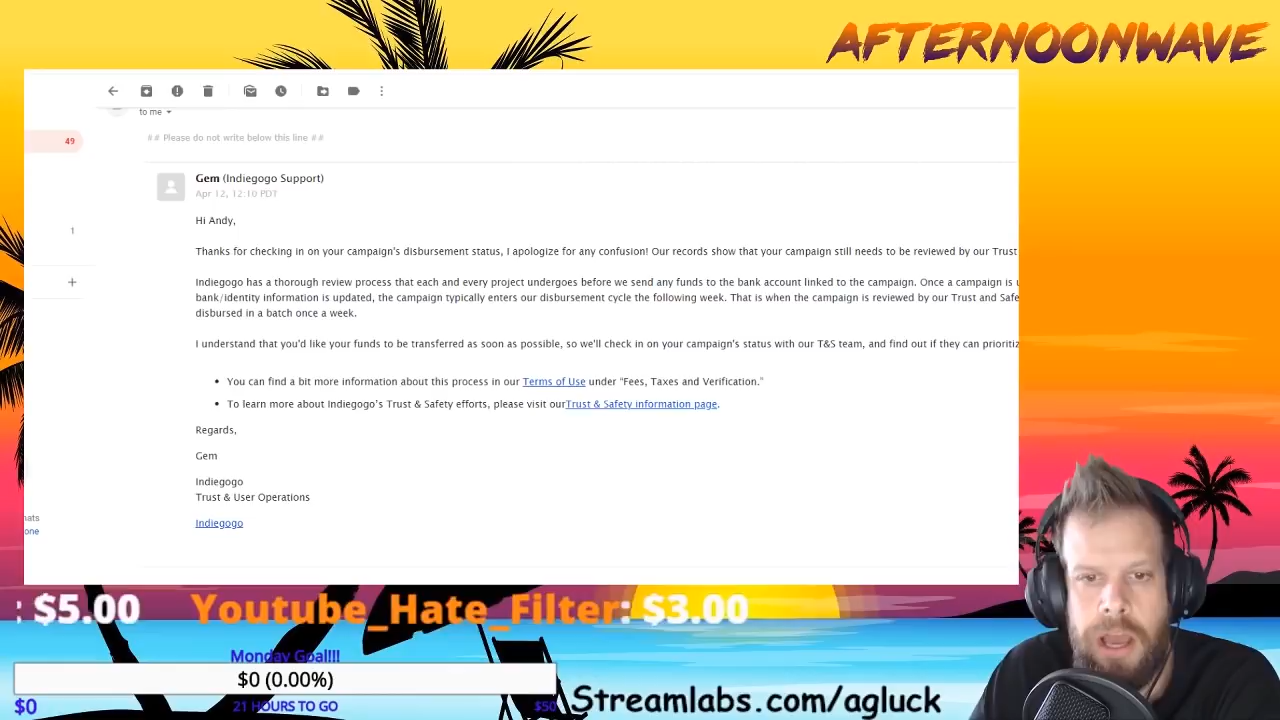 AFTERNOONWAVE
to me
## Please do not write below this line ##
49
Gem (Indiegogo Support)
Apr 12, 12:10 PDT
Hi Andy,
1
Thanks for checking in on your campaign's disbursement status, I apologize for any confusion! Our records show that your campaign still needs to be reviewed by our Trust
Indiegogo has a thorough review process that each and every project undergoes before we send any funds to the bank account linked to the campaign. Once a campaign is
bank/identity information is updated, the campaign typically enters our disbursement cycle the following week. That is when the campaign is reviewed by our Trust and Safe
disbursed in a batch once a week.
I understand that you'd like your funds to be transferred as soon as possible, so we'll check in on your campaign's status with our T&S team, and find out if they can prioritiz
• You can find a bit more information about this process in our Terms of Use under "Fees, Taxes and Verification."
• To learn more about Indiegogo's Trust & Safety efforts, please visit ourTrust & Safety information page.
Regards,
Gem
Indiegogo
Trust & User Operations
hats
one
Indiegogo
: $5.00 Youtube_Hate_Filter: $3.00
Monday Goal!!!
$0 (0.00%)
$0 21 HOURS TO GO $50
Streamlabs.com/agluck